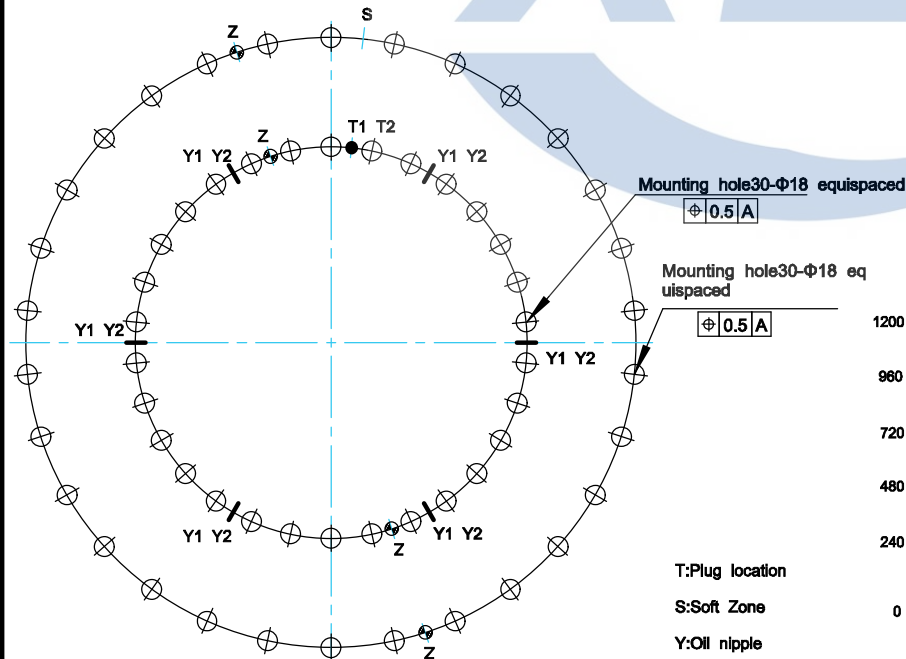 S
Z
Z
T1 T2
Y1 Y2
Y1 Y2
Mounting hole30-Φ18 equispaced
⌖ 0.5 A
Mounting hole30-Φ18 eq
uispaced
⌖ 0.5 A
1200
Y1 Y2
Y1 Y2
960
720
480
Y1 Y2
Y1 Y2
Z
240
T:Plug location
S:Soft Zone
0
Y:Oil nipple
Z